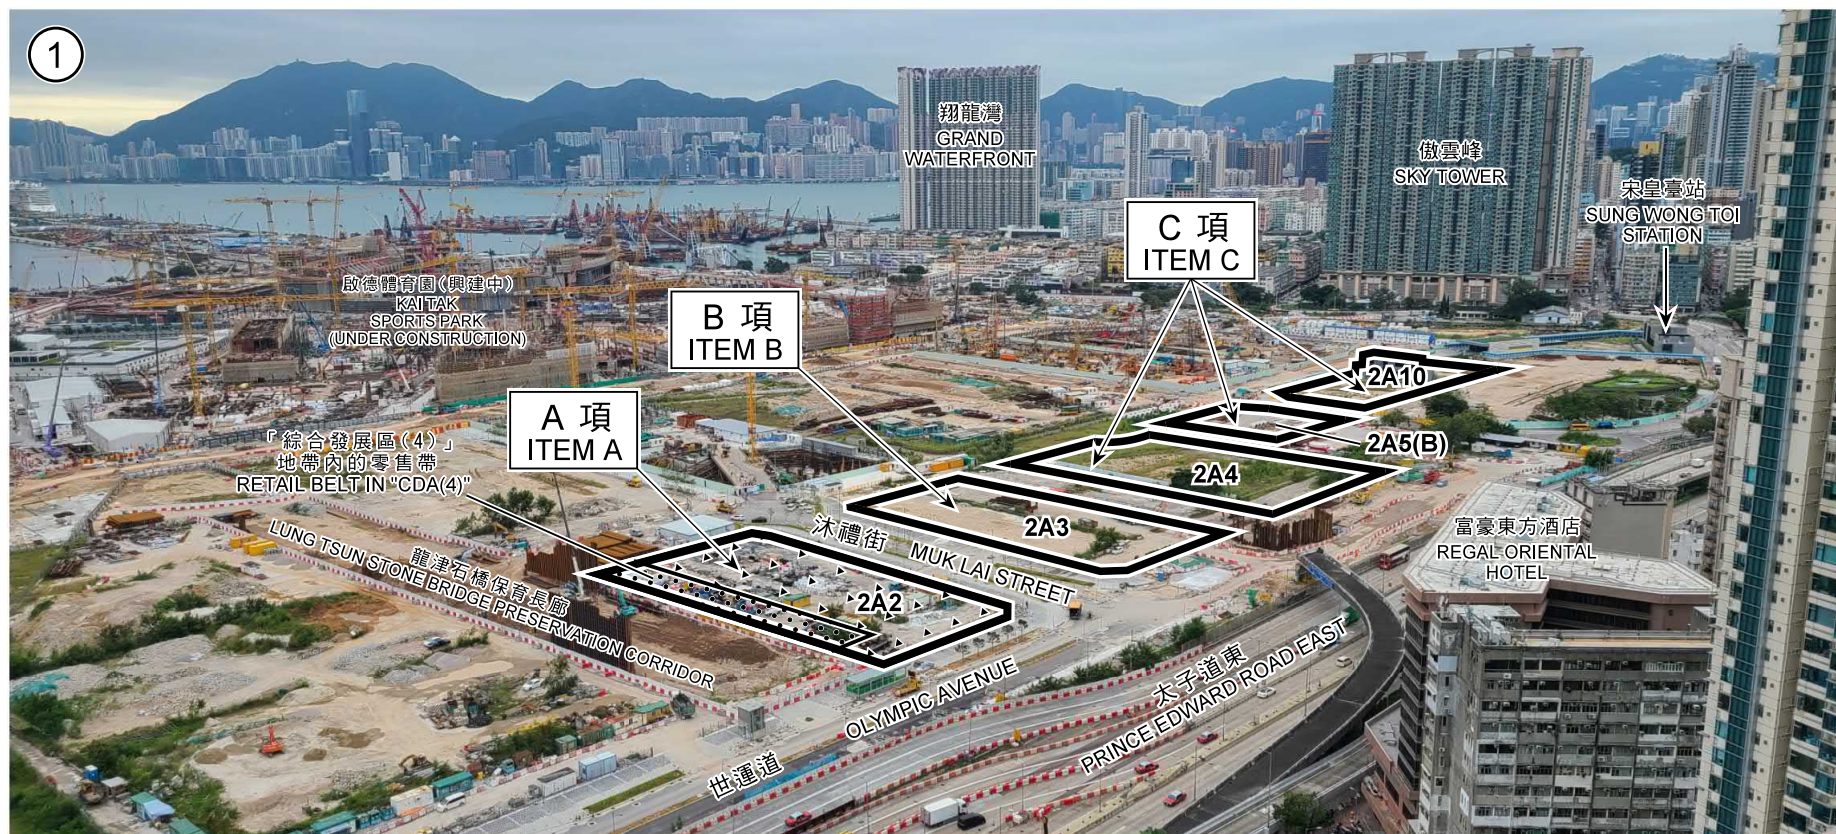 1
翔龍灣
GRAND
WATERFRONT
傲雲峰
SKY TOWER
宋皇臺站
SUNG WONG TOI
STATION
C 項
ITEM C
啟德體育園(興建中)
KAI TAK
SPORTS PARK
(UNDER CONSTRUCTION)
B 項
ITEM B
A 項
ITEM A
2A10
2A5(B)
2A4
「綜合發展區(4)」
地帶內的零售帶
RETAIL BELT IN "CDA(4)"
2A3
沐禮街 MUK LAI STREET
2A2
富豪東方酒店
REGAL ORIENTAL
HOTEL
龍津石橋保育長廊
LUNG TSUN STONE BRIDGE PRESERVATION CORRIDOR
世運道 OLYMPIC AVENUE
太子道東
PRINCE EDWARD ROAD EAST